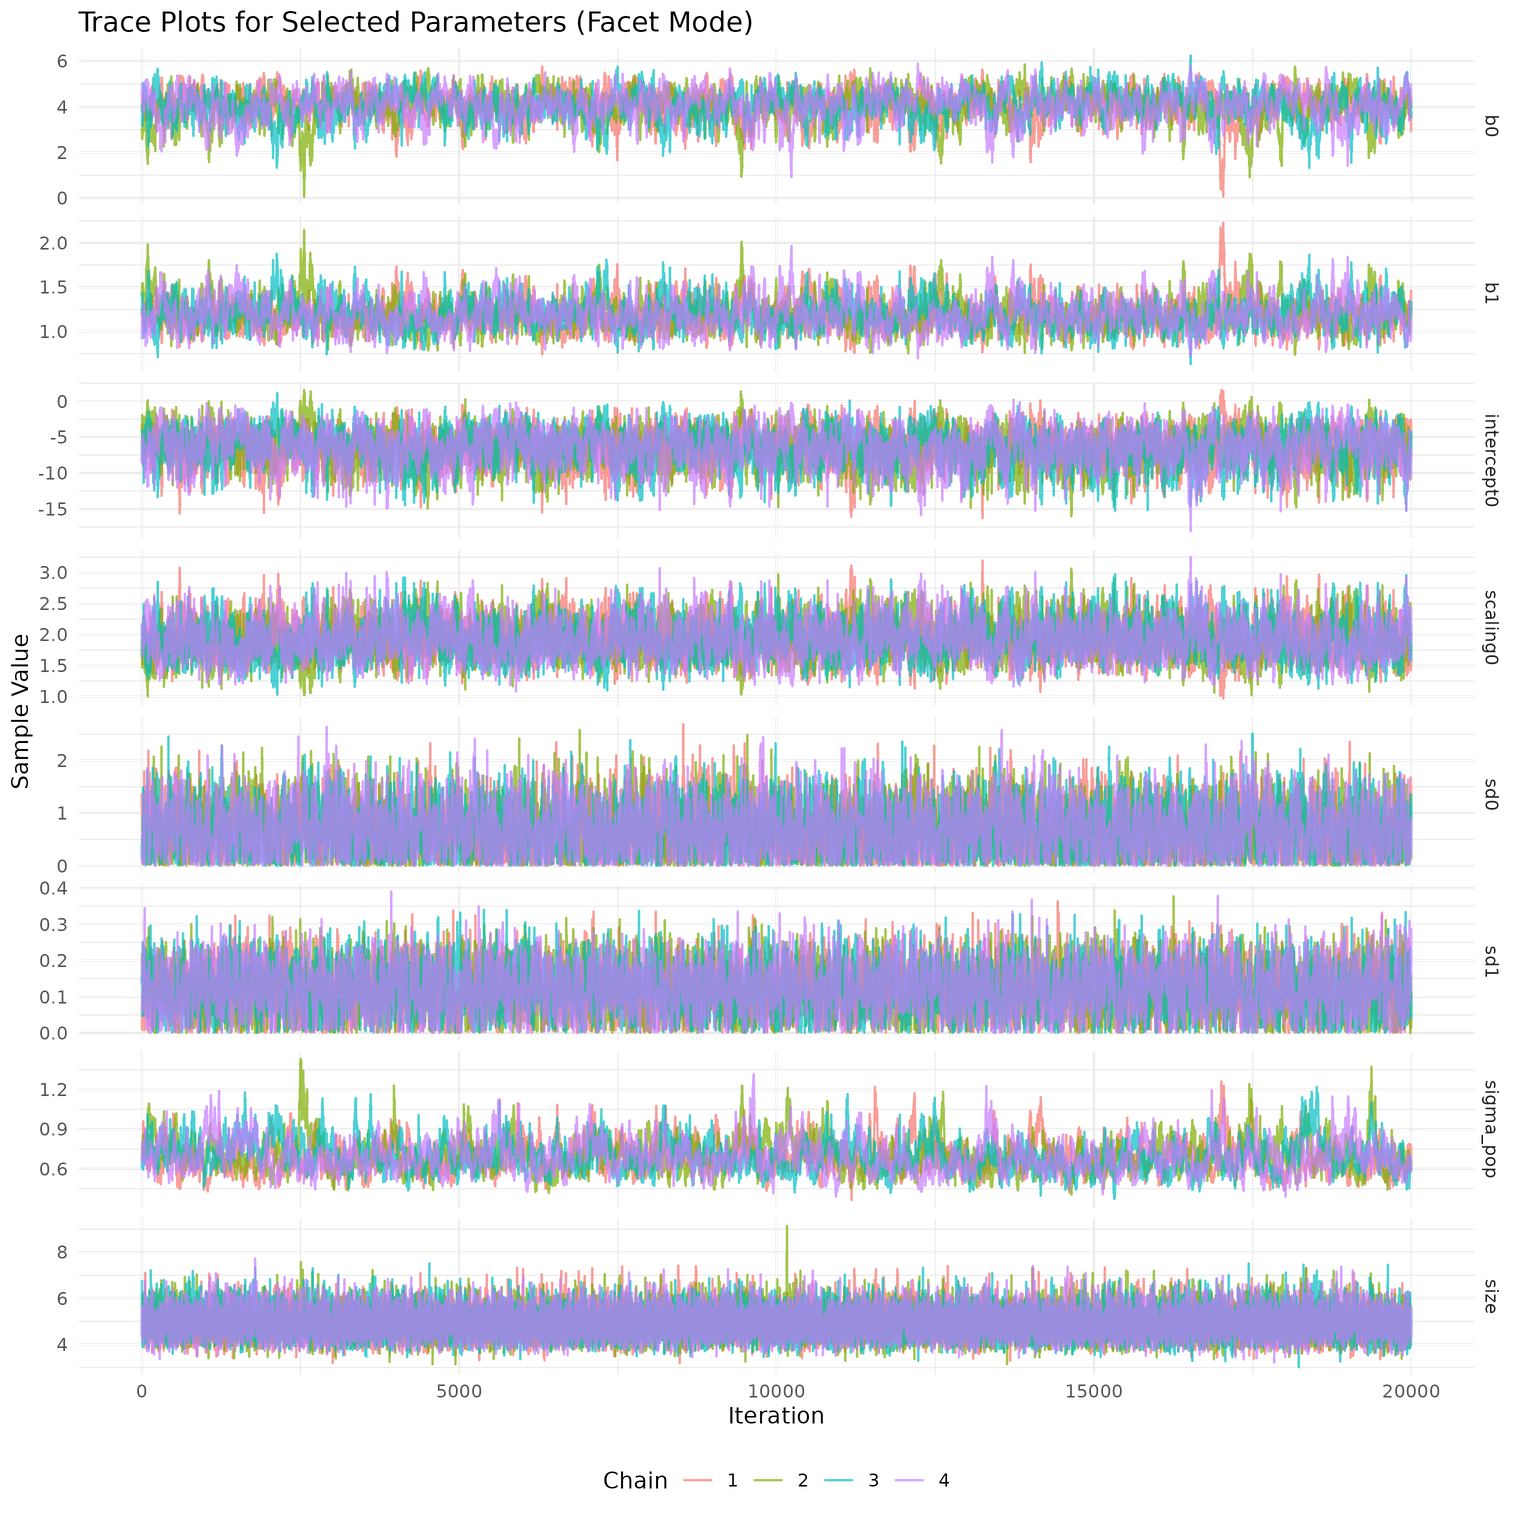 Trace Plots for Selected Parameters (Facet Mode)
6
4
2
0
b0
2.0
1.5
1.0
b1
0
-5
-10
-15
intercept0
3.0
2.5
2.0
1.5
1.0
scaling0
Sample Value
2
1
0
sd0
0.4
0.3
0.2
0.1
0.0
sd1
1.2
0.9
0.6
sigma_pop
8
6
4
size
0 5000 10000 15000 20000
Iteration
Chain 1 2 3 4